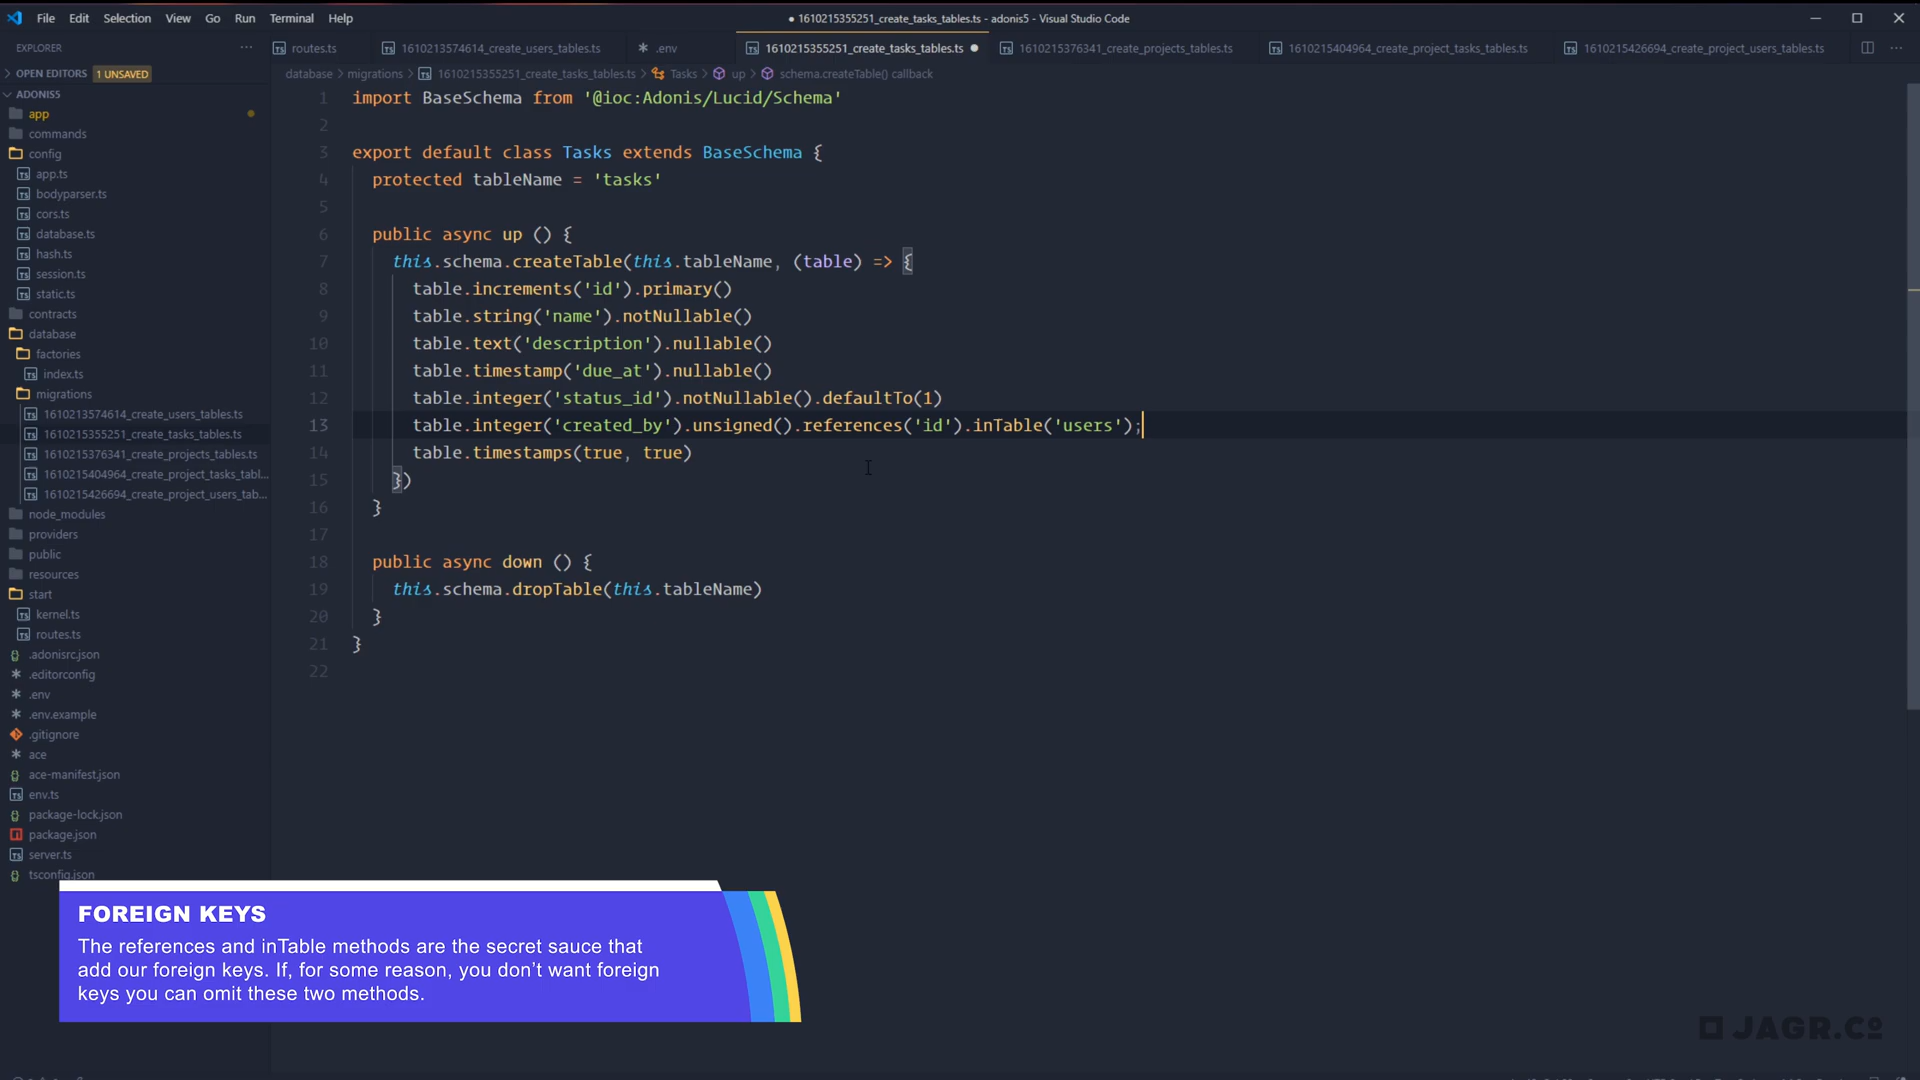 File Edit Selection View Go Run Terminal Help
● 1610215355251_create_tasks_tables.ts - adonis5 - Visual Studio Code
EXPLORER ···
routes.ts
1610213574614_create_users_tables.ts
.env
1610215355251_create_tasks_tables.ts
1610215376341_create_projects_tables.ts
1610215404964_create_project_tasks_tables.ts
1610215426694_create_project_users_tables.ts
OPEN EDITORS 1 UNSAVED
database > migrations > 1610215355251_create_tasks_tables.ts > Tasks > up > schema.createTable() callback
ADONIS5
app
commands
config
app.ts
bodyparser.ts
cors.ts
database.ts
hash.ts
session.ts
static.ts
contracts
database
factories
index.ts
migrations
1610213574614_create_users_tables.ts
1610215355251_create_tasks_tables.ts
1610215376341_create_projects_tables.ts
1610215404964_create_project_tasks_tabl...
1610215426694_create_project_users_tab...
node_modules
providers
public
resources
start
kernel.ts
routes.ts
.adonisrc.json
.editorconfig
.env
.env.example
.gitignore
ace
ace-manifest.json
env.ts
package-lock.json
package.json
server.ts
tsconfig.json
1 import BaseSchema from '@ioc:Adonis/Lucid/Schema'
2
3 export default class Tasks extends BaseSchema {
4 protected tableName = 'tasks'
5
6 public async up () {
7 this.schema.createTable(this.tableName, (table) => {
8 table.increments('id').primary()
9 table.string('name').notNullable()
10 table.text('description').nullable()
11 table.timestamp('due_at').nullable()
12 table.integer('status_id').notNullable().defaultTo(1)
13 table.integer('created_by').unsigned().references('id').inTable('users');
14 table.timestamps(true, true)
15 })
16 }
17
18 public async down () {
19 this.schema.dropTable(this.tableName)
20 }
21 }
22
FOREIGN KEYS
The references and inTable methods are the secret sauce that
add our foreign keys. If, for some reason, you don't want foreign
keys you can omit these two methods.
JAGR.Co